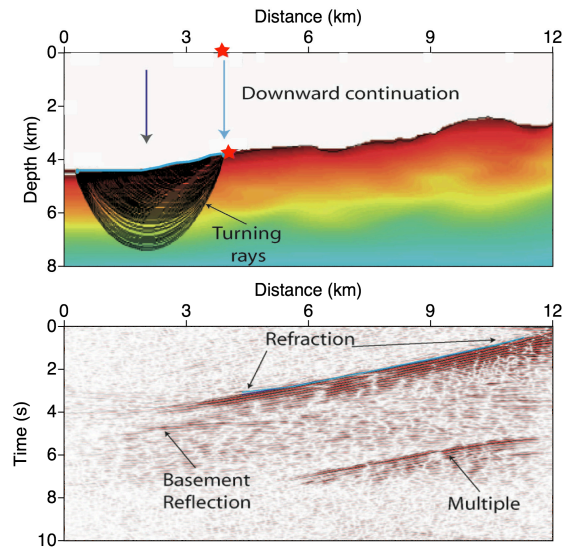 Distance (km)
0 3 6 9 12
0
2
4
6
8
Depth (km)
Downward continuation
Turning
rays
Distance (km)
0 3 6 9 12
0
2
4
6
8
10
Time (s)
Refraction
Basement
Reflection
Multiple